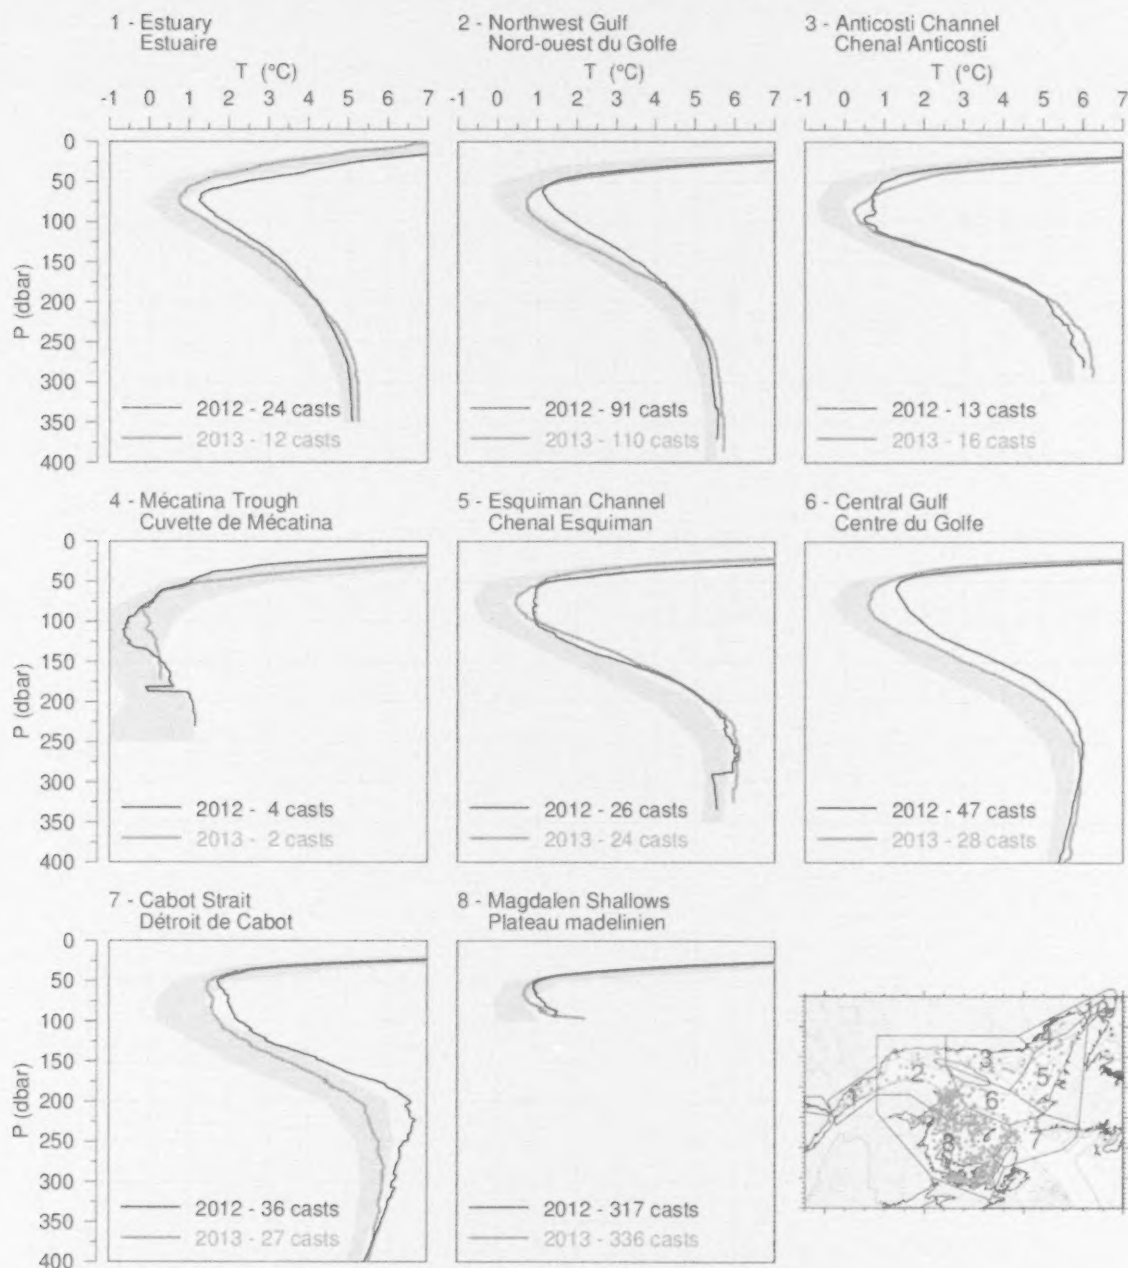 1 - Estuary
Estuaire
T (°C)
-1 0 1 2 3 4 5 6 7
2 - Northwest Gulf
Nord-ouest du Golfe
T (°C)
-1 0 1 2 3 4 5 6 7
3 - Anticosti Channel
Chenal Anticosti
T (°C)
-1 0 1 2 3 4 5 6 7
P (dbar)
0
50
100
150
200
250
300
350
400
2012 - 24 casts
2013 - 12 casts
2012 - 91 casts
2013 - 110 casts
2012 - 13 casts
2013 - 16 casts
4 - Mécatina Trough
Cuvette de Mécatina
5 - Esquiman Channel
Chenal Esquiman
6 - Central Gulf
Centre du Golfe
P (dbar)
0
50
100
150
200
250
300
350
400
2012 - 4 casts
2013 - 2 casts
2012 - 26 casts
2013 - 24 casts
2012 - 47 casts
2013 - 28 casts
7 - Cabot Strait
Détroit de Cabot
8 - Magdalen Shallows
Plateau madelinien
P (dbar)
0
50
100
150
200
250
300
350
400
2012 - 36 casts
2013 - 27 casts
2012 - 317 casts
2013 - 336 casts
1
2
3
4
5
6
7
8